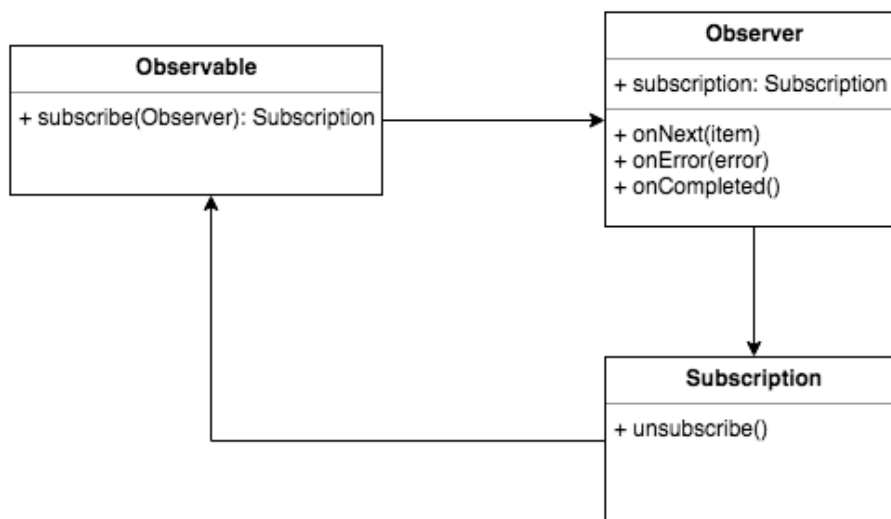 Observable
+ subscribe(Observer): Subscription
Observer
+ subscription: Subscription
+ onNext(item)
+ onError(error)
+ onCompleted()
Subscription
+ unsubscribe()